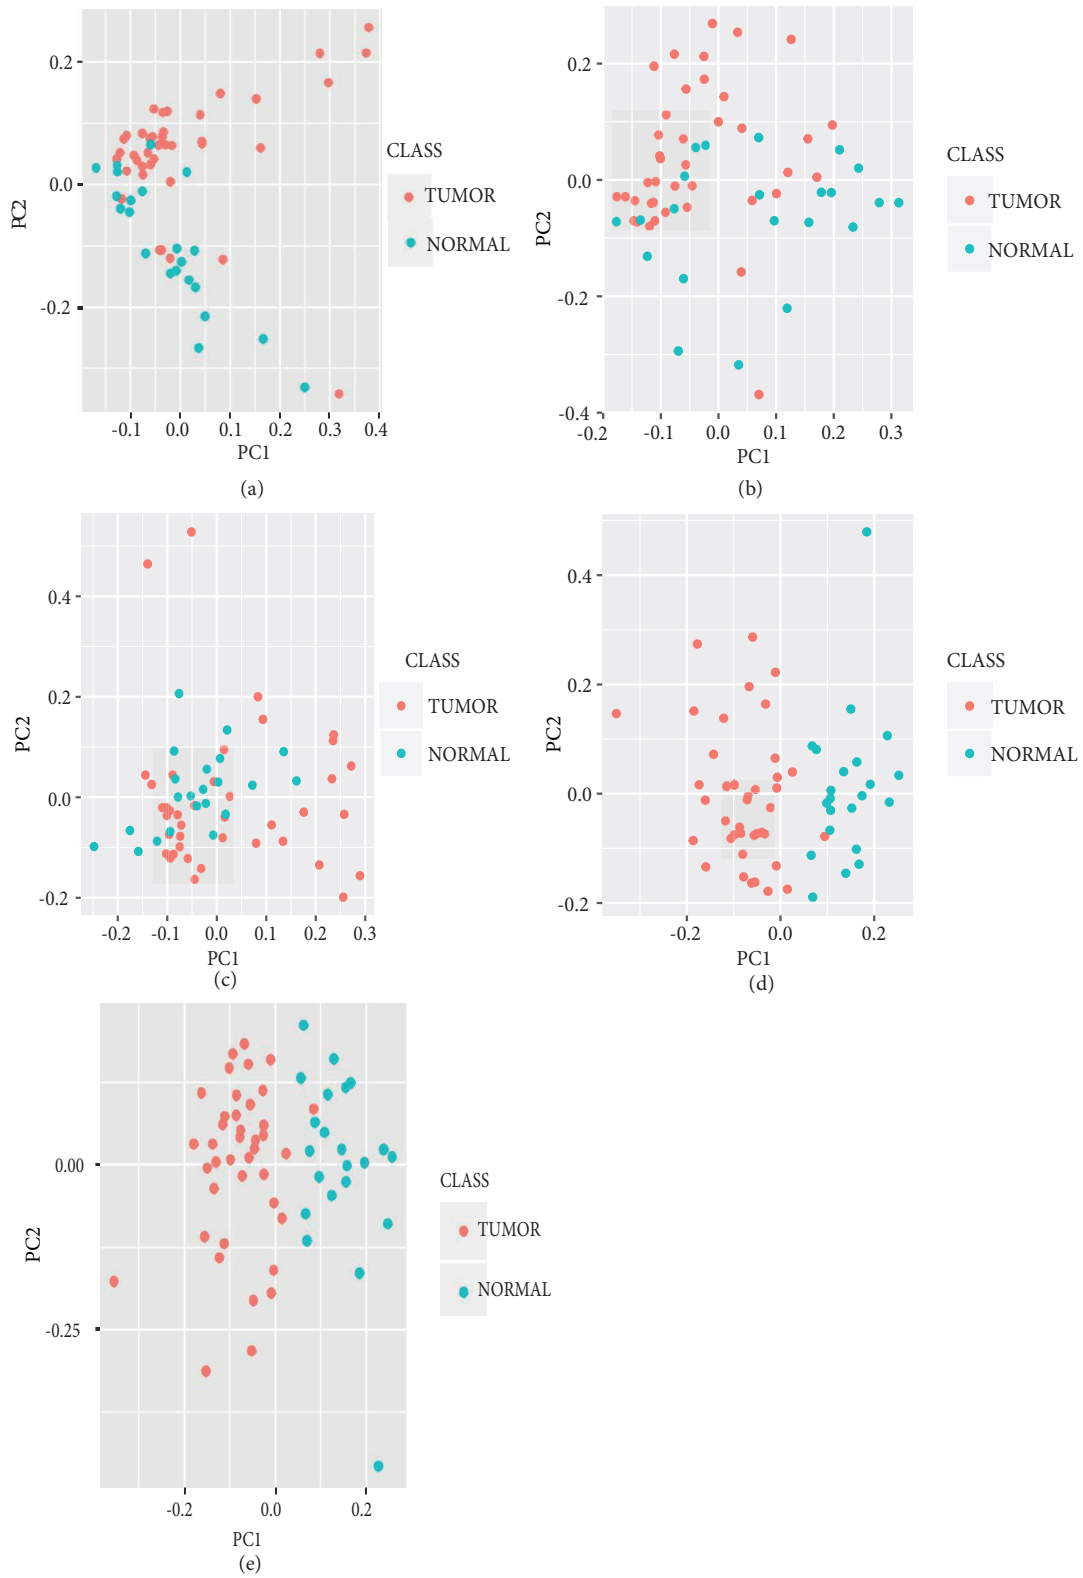 CLASS
TUMOR
NORMAL
0.2
0.0
-0.2
PC2
-0.1 0.0 0.1 0.2 0.3 0.4
PC1
(a)
CLASS
TUMOR
NORMAL
0.2
0.0
-0.2
-0.4
PC2
-0.2 -0.1 0.0 0.1 0.2 0.3
PC1
(b)
CLASS
TUMOR
NORMAL
0.4
0.2
0.0
-0.2
PC2
-0.2 -0.1 0.0 0.1 0.2 0.3
PC1
(c)
CLASS
TUMOR
NORMAL
0.4
0.2
0.0
-0.2
PC2
-0.2 0.0 0.2
PC1
(d)
CLASS
TUMOR
NORMAL
0.00
-0.25
PC2
-0.2 0.0 0.2
PC1
(e)